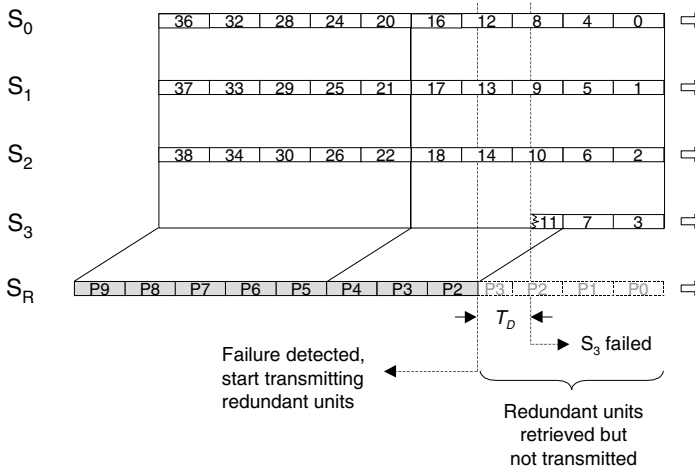 S0 36 32 28 24 20 16 12 8 4 0
S1 37 33 29 25 21 17 13 9 5 1
S2 38 34 30 26 22 18 14 10 6 2
S3 11 7 3
SR P9 P8 P7 P6 P5 P4 P3 P2 P3 P2 P1 P0
TD
S3 failed
Failure detected,
start transmitting
redundant units
Redundant units
retrieved but
not transmitted